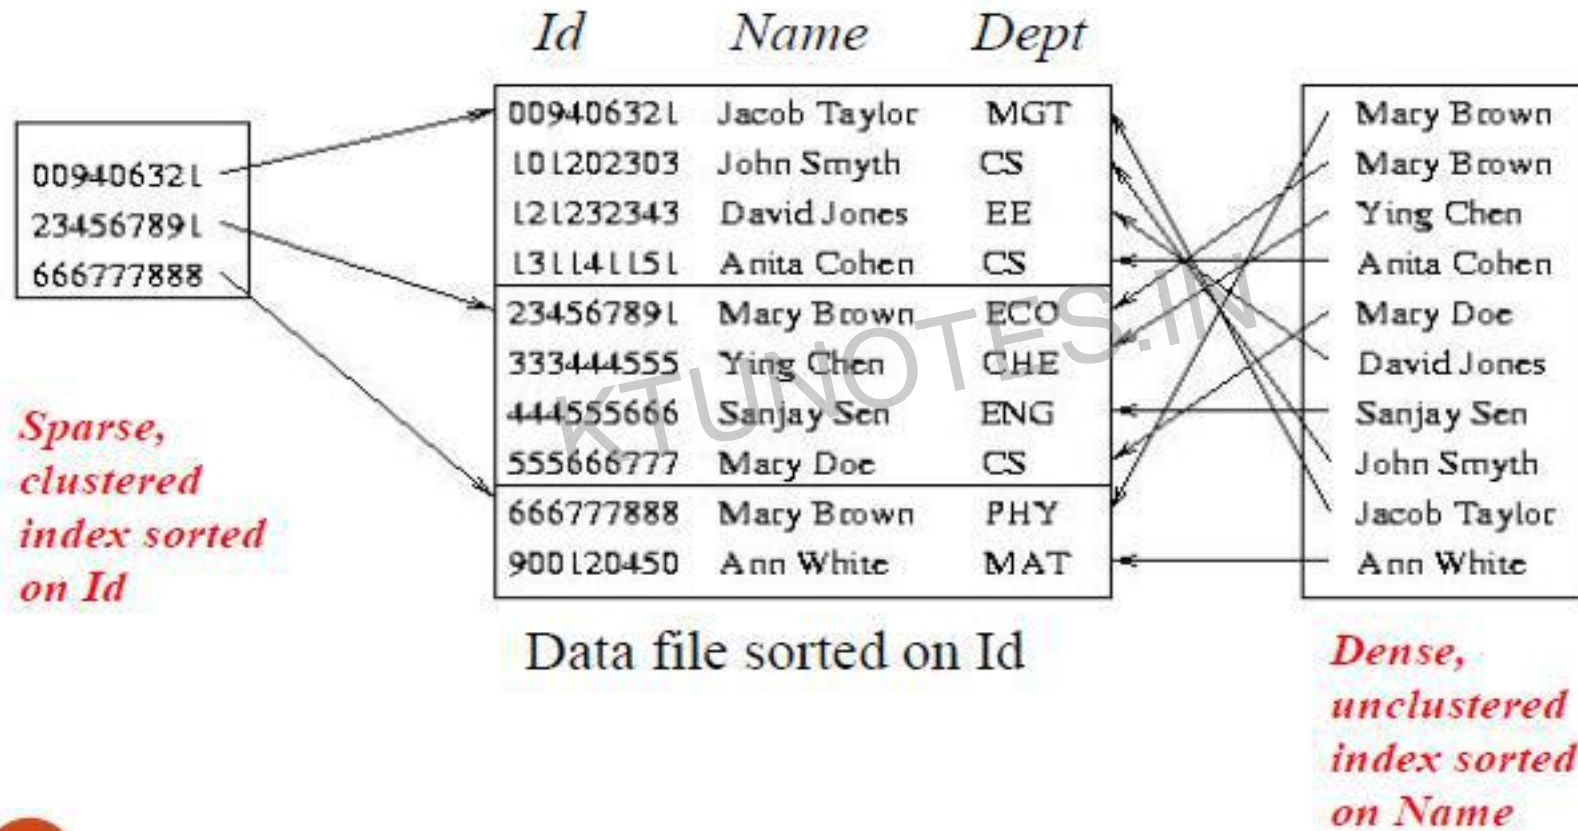 Id Name Dept
009406321 Jacob Taylor MGT
101202303 John Smyth CS
121232343 David Jones EE
131141151 Anita Cohen CS
234567891 Mary Brown ECO
333444555 Ying Chen CHE
444555666 Sanjay Sen ENG
555666777 Mary Doe CS
666777888 Mary Brown PHY
900120450 Ann White MAT
Data file sorted on Id
009406321
234567891
666777888
Sparse,
clustered
index sorted
on Id
Mary Brown
Mary Brown
Ying Chen
Anita Cohen
Mary Doe
David Jones
Sanjay Sen
John Smyth
Jacob Taylor
Ann White
Dense,
unclustered
index sorted
on Name
KTUNOTES.IN